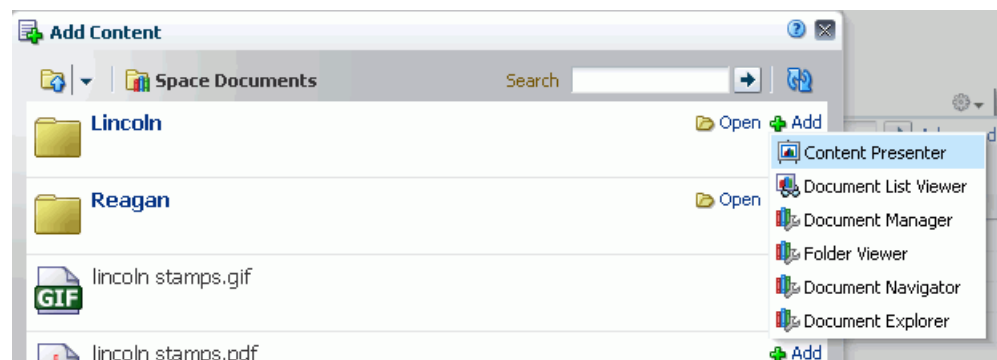 Add Content
Space Documents
Search
Lincoln
Open
Add
Content Presenter
Document List Viewer
Reagan
Open
Document Manager
Folder Viewer
lincoln stamps.gif
GIF
Document Navigator
Document Explorer
lincoln stamps.pdf
Add